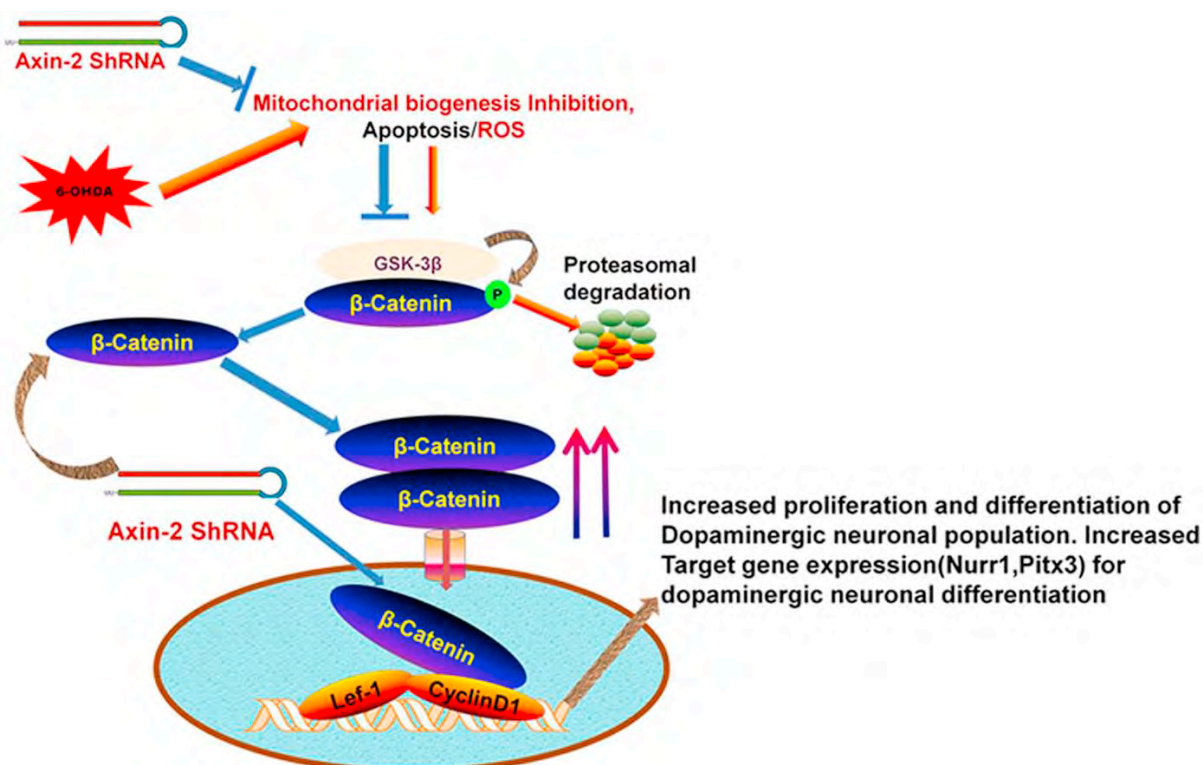 Axin-2 ShRNA
Mitochondrial biogenesis Inhibition,
Apoptosis/ROS
6-OHDA
GSK-3β
β-Catenin
P
Proteasomal
degradation
β-Catenin
β-Catenin
β-Catenin
Axin-2 ShRNA
Increased proliferation and differentiation of
Dopaminergic neuronal population. Increased
Target gene expression(Nurr1,Pitx3) for
dopaminergic neuronal differentiation
β-Catenin
Lef-1
CyclinD1